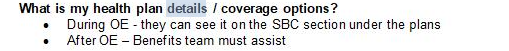 What is my health plan details / coverage options?
• During OE - they can see it on the SBC section under the plans
• After OE – Benefits team must assist